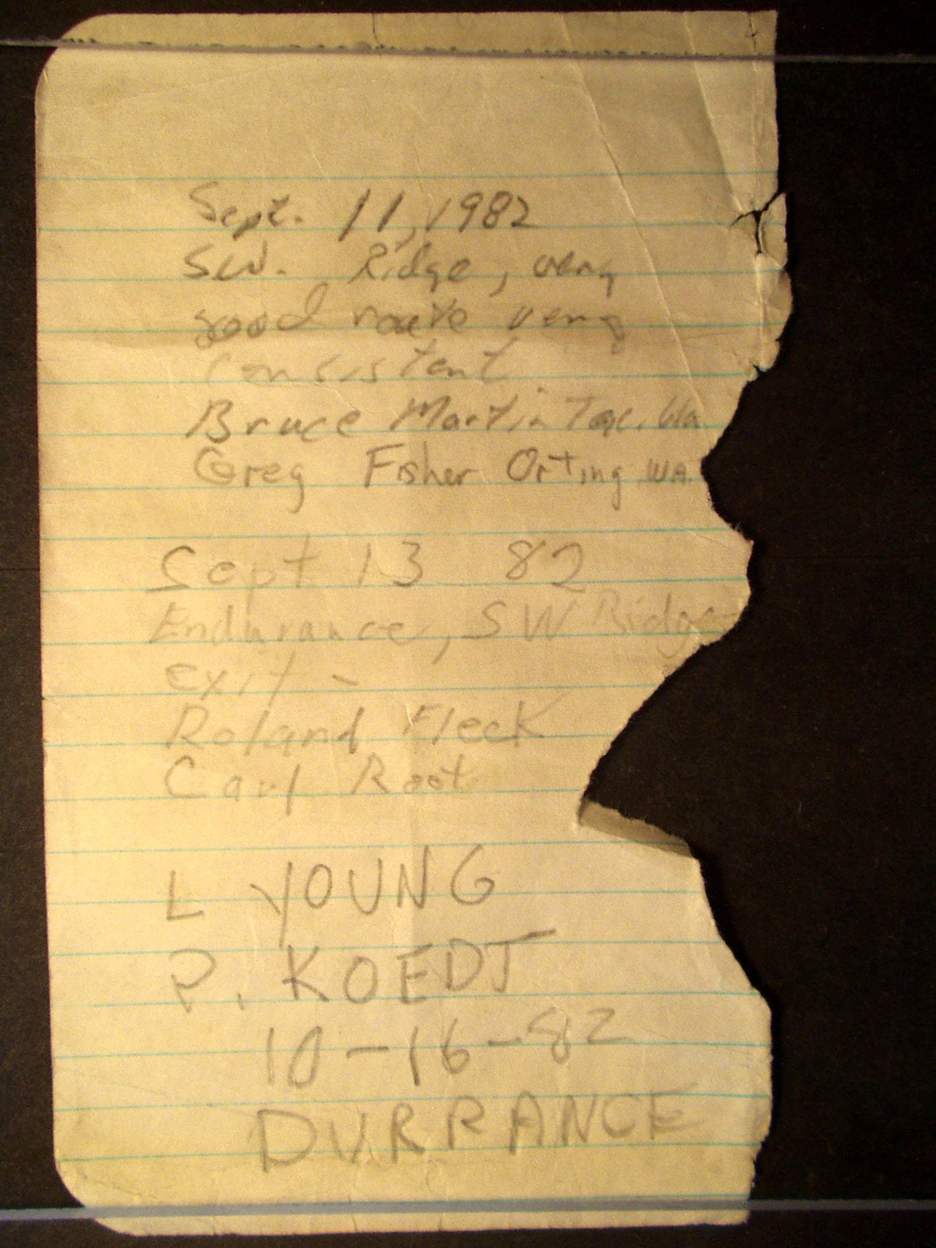 Sept. 11, 1982
SW. Ridge, very
good route very
consistent
Bruce Martin Tac. Wa
Greg Fisher Orting WA.
Sept 13 82
Endurance, SW Ridge
exit -
Roland Fleck
Carl Root
L YOUNG
P. KOEDT
10-16-82
DURRANCE